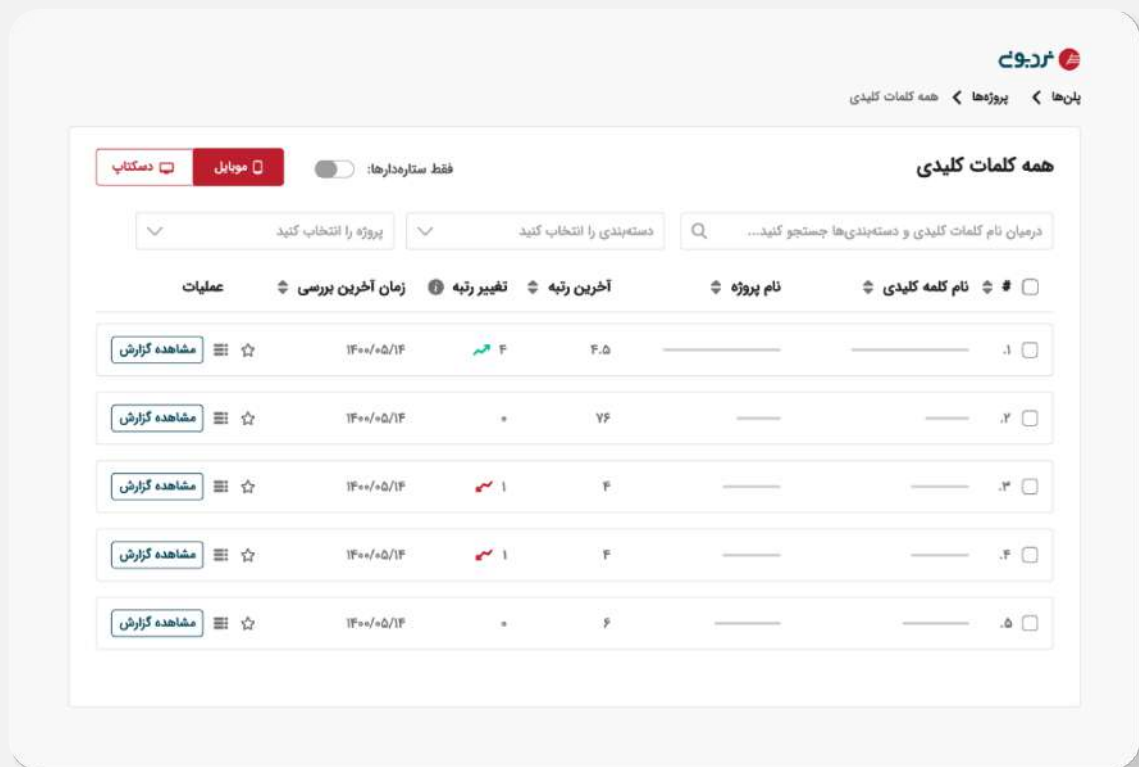 فردوک
پلن‌ها ❯ پروژه‌ها ❯ همه کلمات کلیدی
همه کلمات کلیدی
فقط ستاره‌دارها:
موبایل
دسکتاپ
درمیان نام کلمات کلیدی و دسته‌بندی‌ها جستجو کنید...
دسته‌بندی را انتخاب کنید
پروژه را انتخاب کنید
# نام کلمه کلیدی نام پروژه آخرین رتبه تغییر رتبه زمان آخرین بررسی عملیات
۱. ۴.۵ ۴ ۱۴۰۰/۰۵/۱۴ مشاهده گزارش
۲. ۷۶ ۰ ۱۴۰۰/۰۵/۱۴ مشاهده گزارش
۳. ۴ ۱ ۱۴۰۰/۰۵/۱۴ مشاهده گزارش
۴. ۴ ۱ ۱۴۰۰/۰۵/۱۴ مشاهده گزارش
۵. ۶ ۰ ۱۴۰۰/۰۵/۱۴ مشاهده گزارش